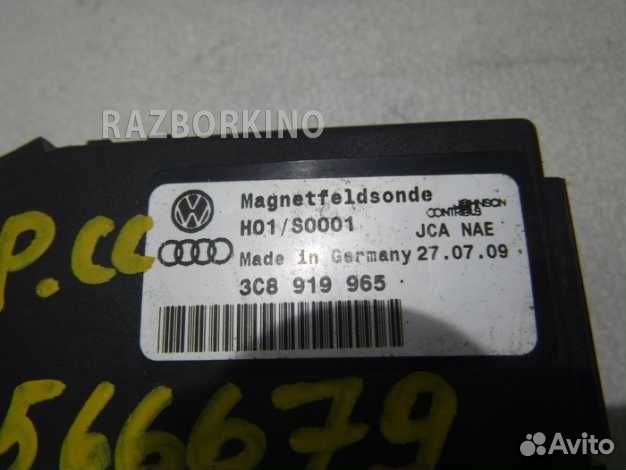 RAZBORKINO
Magnetfeldsonde
H01/S0001
JOHNSON
CONTROLS
JCA NAE
Made in Germany 27.07.09
3C8 919 965
P.CC
566679
Avito